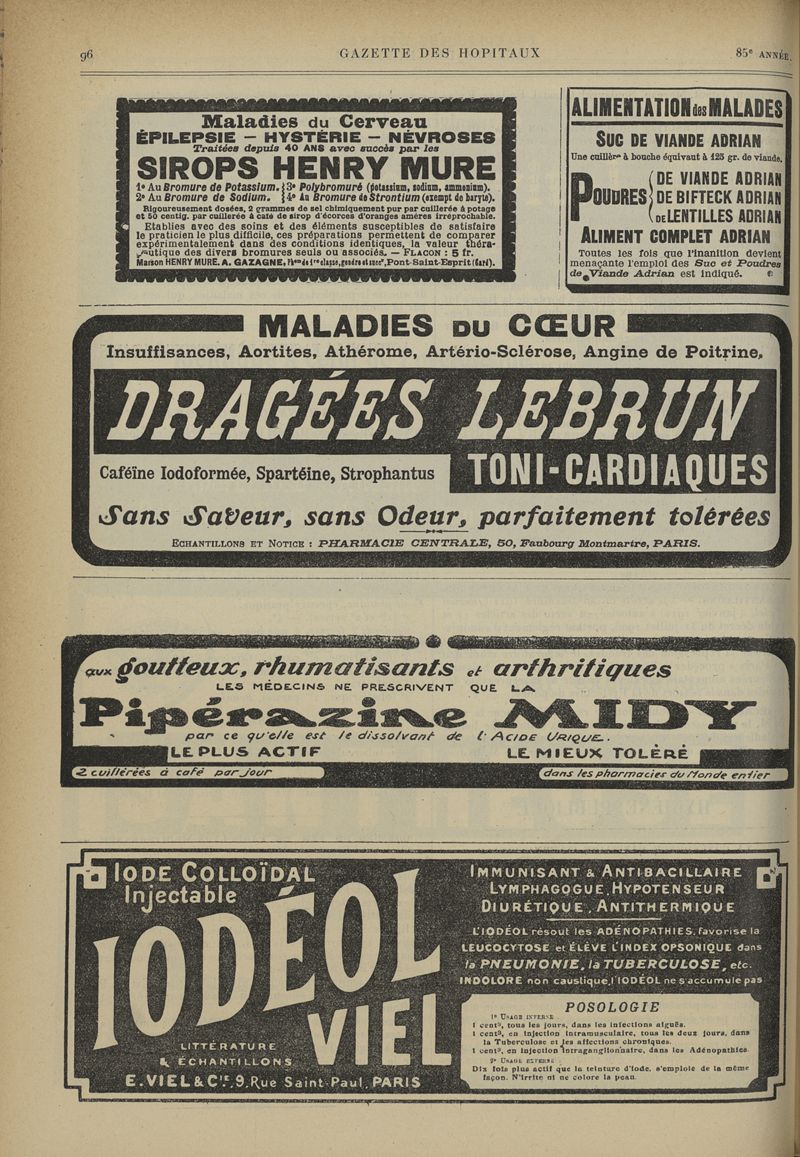 96
GAZETTE DES HOPITAUX
85e ANNÉE.
Maladies du Cerveau
ÉPILEPSIE — HYSTÉRIE — NÉVROSES
Traitées depuis 40 ANS avec succès par les
SIROPS HENRY MURE
1° Au Bromure de Potassium. 3° Polybromuré (potassium, sodium, ammonium).
2° Au Bromure de Sodium. 4° Au Bromure de Strontium (exempt de baryte).
Rigoureusement dosées, 2 grammes de sel chimiquement pur par cuillerée à potage
et 50 centig. par cuillerée à café de sirop d'écorces d'oranges amères irréprochable.
Etablies avec des soins et des éléments susceptibles de satisfaire
le praticien le plus difficile, ces préparations permettent de comparer
expérimentalement dans des conditions identiques, la valeur théra-
peutique des divers bromures seuls ou associés. — FLACON : 5 fr.
Maison HENRY MURE. A. GAZAGNE, Phen de 1re classe, gendre et succr, Pont-Saint-Esprit (Gard).
ALIMENTATION des MALADES
SUC DE VIANDE ADRIAN
Une cuillère à bouche équivaut à 125 gr. de viande.
POUDRES
DE VIANDE ADRIAN
DE BIFTECK ADRIAN
DE LENTILLES ADRIAN
ALIMENT COMPLET ADRIAN
Toutes les fois que l'inanition devient
menaçante l'emploi des Suc et Poudres
de Viande Adrian est indiqué.
MALADIES DU CŒUR
Insuffisances, Aortites, Athérome, Artério-Sclérose, Angine de Poitrine,
DRAGÉES LEBRUN
Caféine Iodoformée, Spartéine, Strophantus
TONI-CARDIAQUES
Sans Saveur, sans Odeur, parfaitement tolérées
ECHANTILLONS ET NOTICE : PHARMACIE CENTRALE, 50, Faubourg Montmartre, PARIS.
aux goutteux, rhumatisants et arthritiques
LES MÉDECINS NE PRESCRIVENT QUE LA
Pipérazine MIDY
par ce qu'elle est le dissolvant de l'ACIDE URIQUE..
LE PLUS ACTIF
LE MIEUX TOLÈRÉ
2 cuillérées à café par Jour
dans les pharmacies du Monde entier
IODE COLLOÏDAL
Injectable
IODÉOL
VIEL
LITTÉRATURE
& ÉCHANTILLONS
E. VIEL & Cie, 9, Rue Saint-Paul, PARIS
IMMUNISANT & ANTIBACILLAIRE
LYMPHAGOGUE, HYPOTENSEUR
DIURÉTIQUE, ANTITHERMIQUE
L'IODÉOL résout les ADÉNOPATHIES, favorise la
LEUCOCYTOSE et ÉLÈVE L'INDEX OPSONIQUE dans
la PNEUMONIE, la TUBERCULOSE, etc.
INDOLORE non caustique, l'IODÉOL ne s'accumule pas
POSOLOGIE
1° USAGE INTERNE
1 cent3, tous les jours, dans les infections aiguës.
1 cent3, en injection intramusculaire, tous les deux jours, dans
la Tuberculose et les affections chroniques.
1 cent3, en injection intraganglionnaire, dans les Adénopathies.
2° USAGE EXTERNE :
Dix fois plus actif que la teinture d'iode, s'emploie de la même
façon. N'irrite ni ne colore la peau.